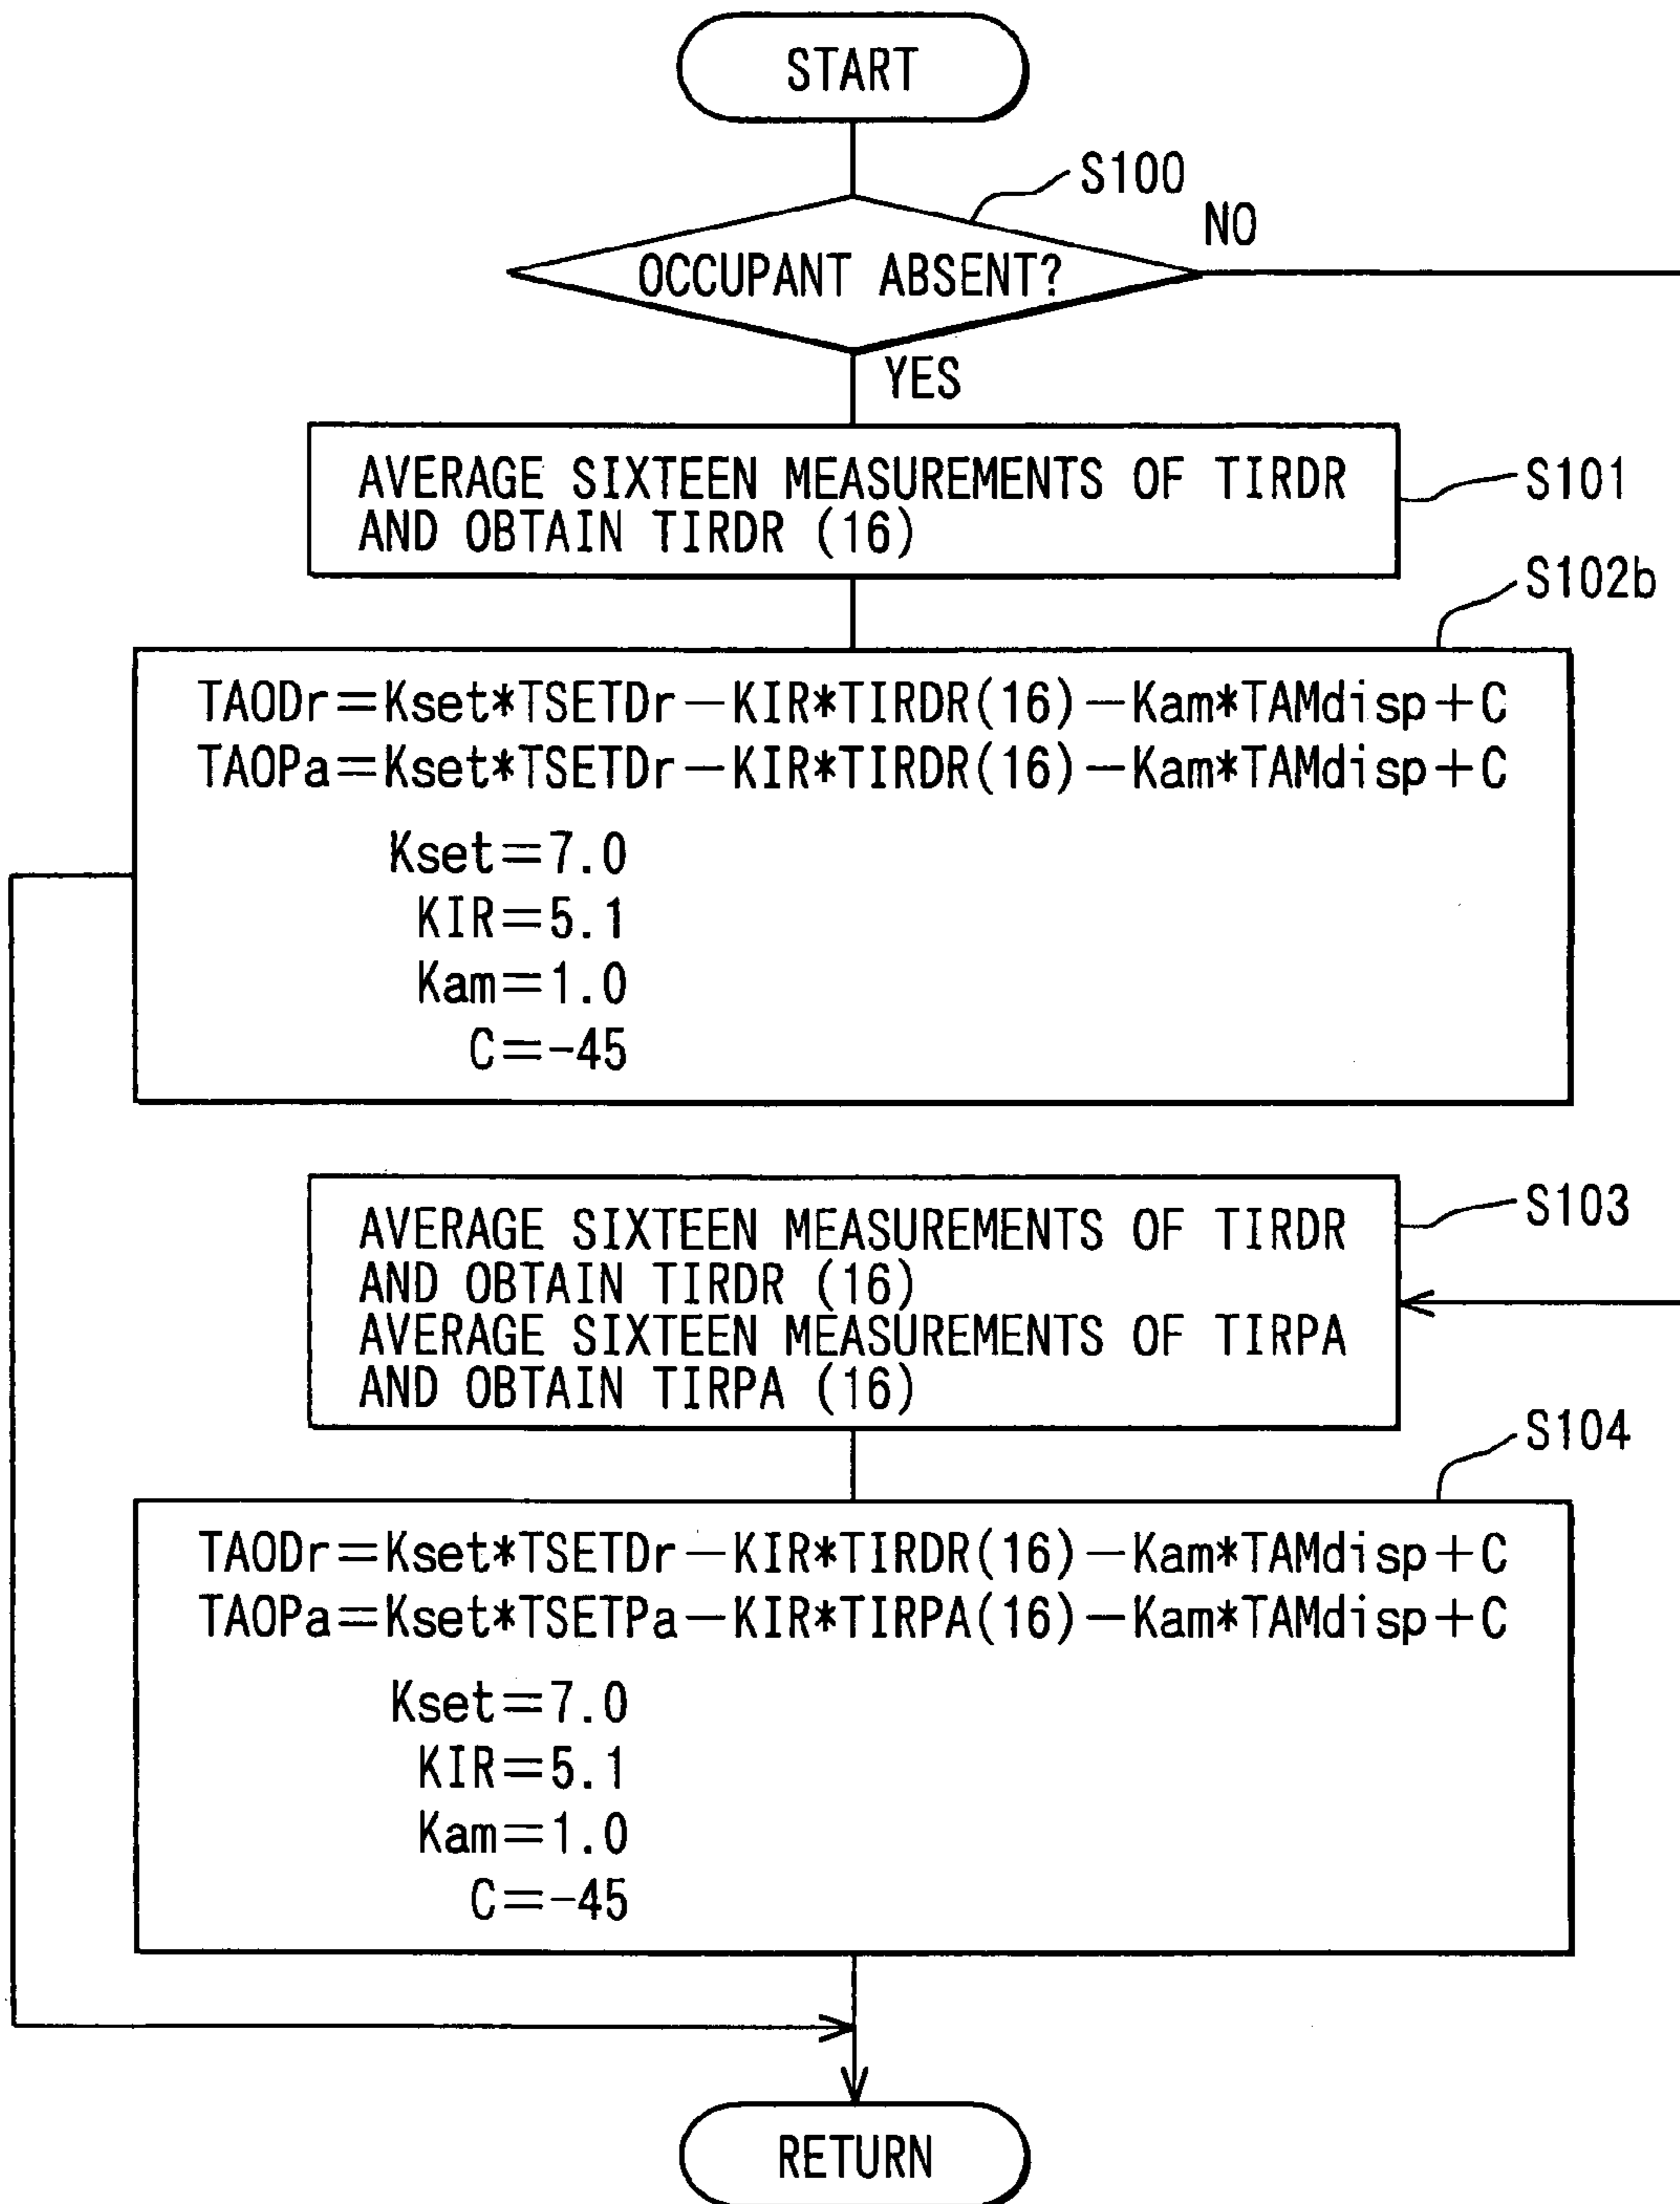 START
S100
NO
OCCUPANT ABSENT?
YES
AVERAGE SIXTEEN MEASUREMENTS OF TIRDR
AND OBTAIN TIRDR (16)
S101
S102b
TAODr=Kset*TSETDr-KIR*TIRDR(16)-Kam*TAMdisp+C
TAOPa=Kset*TSETDr-KIR*TIRDR(16)-Kam*TAMdisp+C
Kset=7.0
KIR=5.1
Kam=1.0
C=-45
S103
AVERAGE SIXTEEN MEASUREMENTS OF TIRDR
AND OBTAIN TIRDR (16)
AVERAGE SIXTEEN MEASUREMENTS OF TIRPA
AND OBTAIN TIRPA (16)
S104
TAODr=Kset*TSETDr-KIR*TIRDR(16)-Kam*TAMdisp+C
TAOPa=Kset*TSETPa-KIR*TIRPA(16)-Kam*TAMdisp+C
Kset=7.0
KIR=5.1
Kam=1.0
C=-45
RETURN